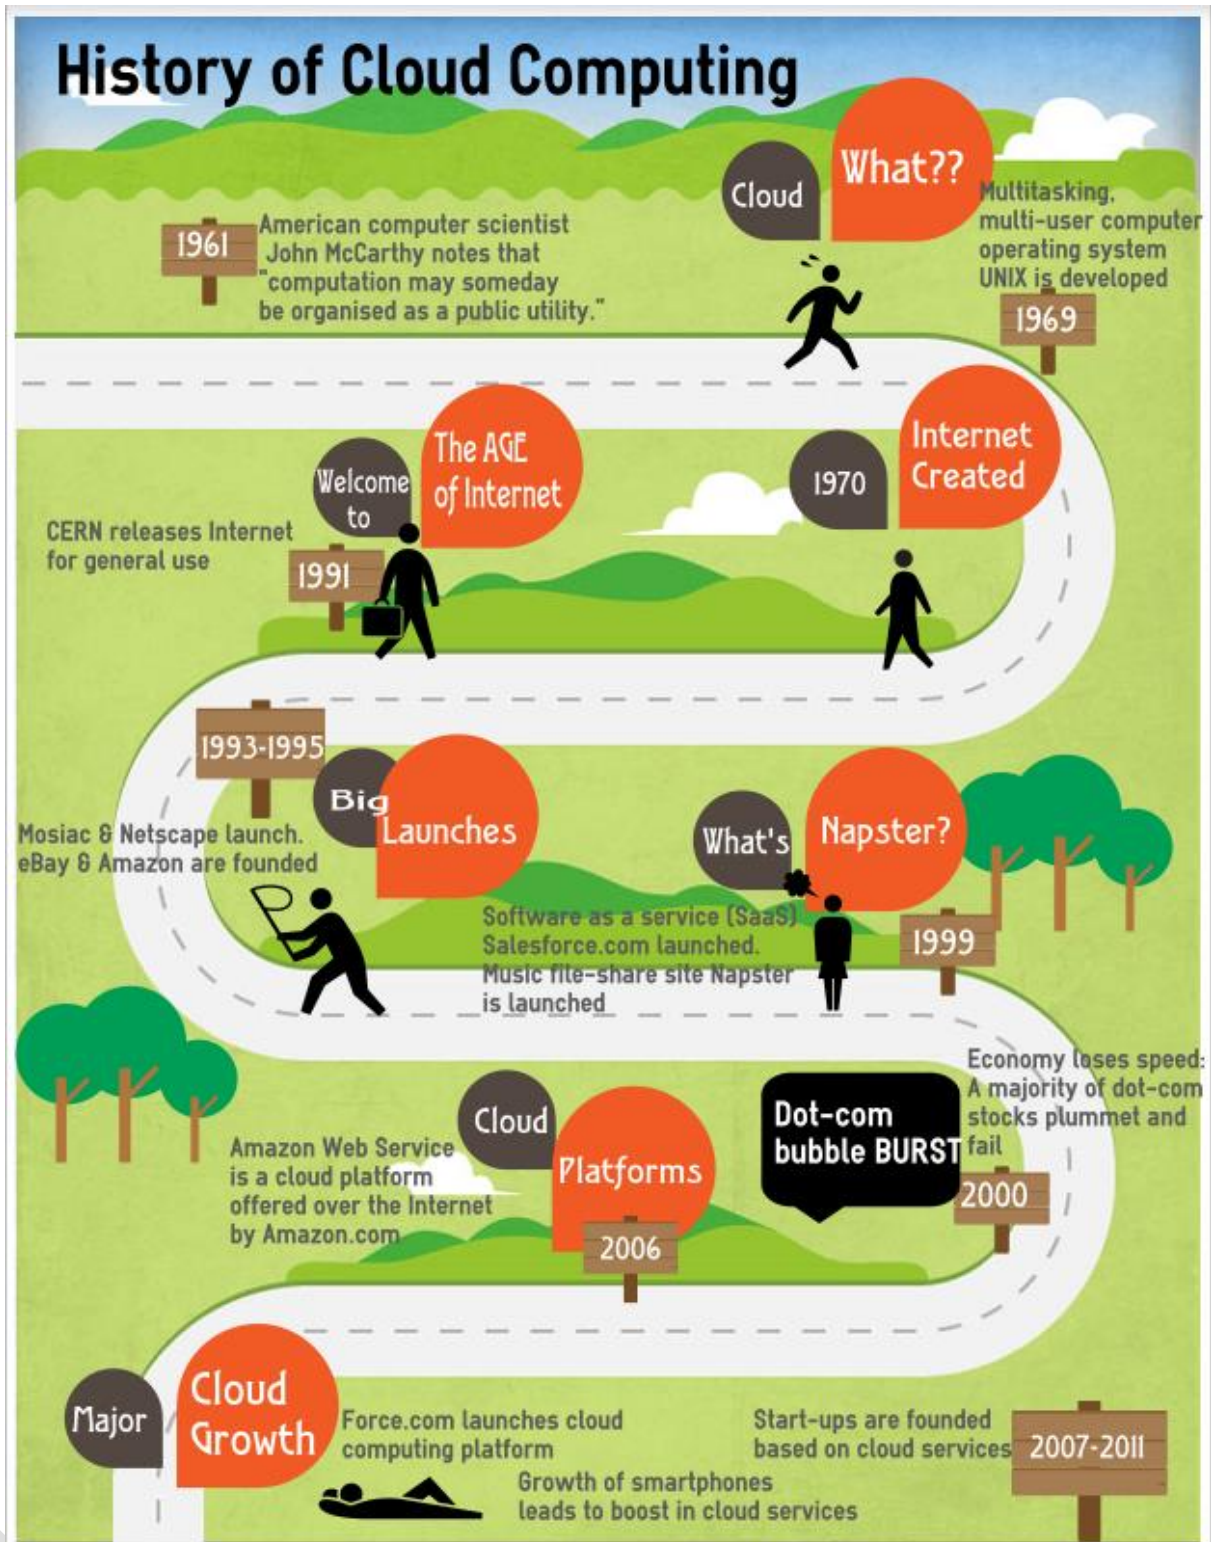 History of Cloud Computing
Cloud
What??
1961
American computer scientist
John McCarthy notes that
"computation may someday
be organised as a public utility."
Multitasking,
multi-user computer
operating system
UNIX is developed
1969
1970
Internet
Created
Welcome
to
The AGE
of Internet
CERN releases Internet
for general use
1991
1993-1995
Big
Launches
Mosiac & Netscape launch.
eBay & Amazon are founded
What's
Napster?
Software as a service (SaaS)
Salesforce.com launched.
Music file-share site Napster
is launched
1999
Economy loses speed:
A majority of dot-com
stocks plummet and
fail
Dot-com
bubble BURST
2000
Cloud
Platforms
Amazon Web Service
is a cloud platform
offered over the Internet
by Amazon.com
2006
Major
Cloud
Growth
Force.com launches cloud
computing platform
Growth of smartphones
leads to boost in cloud services
Start-ups are founded
based on cloud services
2007-2011